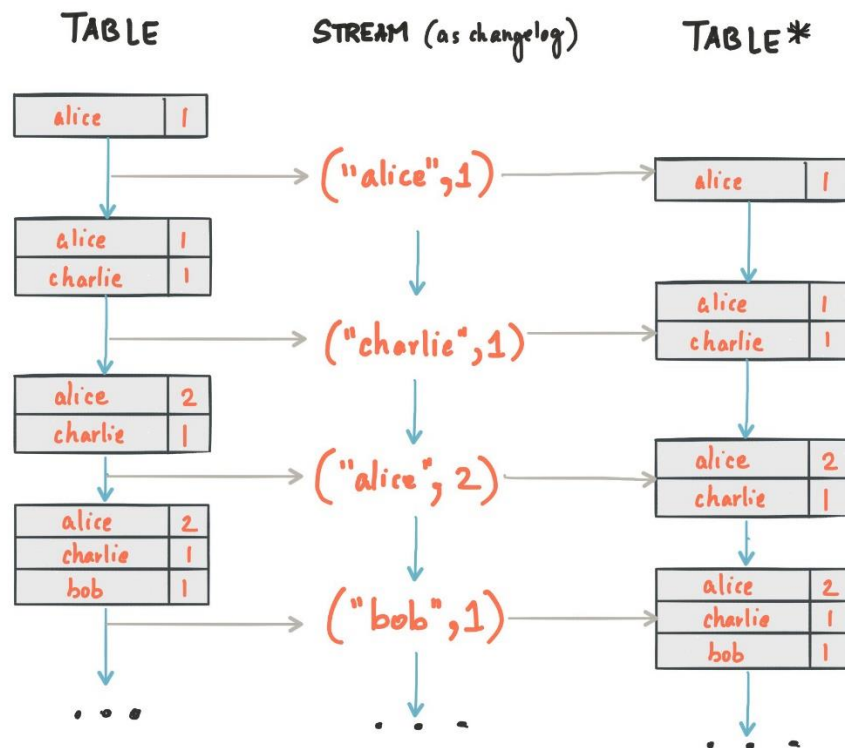 TABLE STREAM (as changelog) TABLE*
alice 1
("alice", 1)
alice 1
alice 1
charlie 1
alice 1
("charlie", 1)
charlie 1
alice 2
charlie 1
alice 2
("alice", 2)
charlie 1
alice 2
charlie 1
bob 1
alice 2
("bob", 1)
charlie 1
bob 1
...
...
...